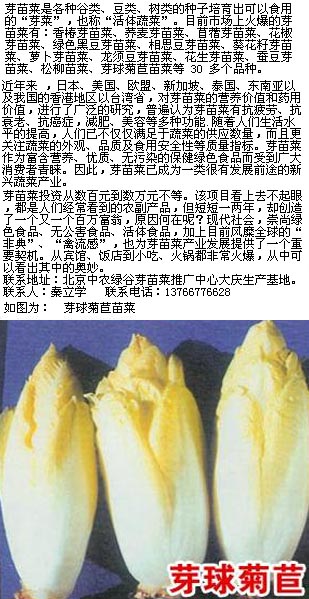 芽苗菜是各种谷类、豆类、树类的种子培育出可以食用
的“芽菜”，也称“活体蔬菜”。目前市场上火爆的芽
苗菜有：香椿芽苗菜、荞麦芽苗菜、苜蓿芽苗菜、花椒
芽苗菜、绿色黑豆芽苗菜、相思豆芽苗菜、葵花籽芽苗
菜、萝卜芽苗菜、龙须豆芽苗菜、花生芽苗菜、蚕豆芽
苗菜、松柳芽菜、芽球菊苣芽苗菜等 30 多个品种。
近年来，日本、美国、欧盟、新加坡、泰国、东南亚以
及我国的香港地区以台湾省，对芽苗菜的营养价值和药用
价值，进行了广泛的研究，普遍认为芽苗菜有抗疲劳、抗
衰老、抗癌症，减肥、美容等多种功能.随着人们生活水
平的提高，人们已不仅仅满足于蔬菜的供应数量，而且更
关注蔬菜的外观、品质及食用安全性等质量指标。芽苗菜
作为富含营养、优质、无污染的保健绿色食品而受到广大
消费者青睐。因此，芽苗菜已成为一类很有发展前途的新
兴蔬菜产业。
芽苗菜投资从数百元到数万元不等。该项目看上去不起眼
，都是人们经常看到的农副产品，但短短一两年，却创造
了一个又一个百万富翁，原因何在呢？现代社会，崇尚绿
色食品、无公害食品、活体食品，加上目前风靡全球的“
非典”、“禽流感”，也为芽苗菜产业发展提供了一个重
要契机。从宾馆、饭店到小吃、火锅都非常火爆，从中可
以看出其中的奥妙。
联系地址：北京中农绿谷芽苗菜推广中心大庆生产基地。
联系人：秦立学 联系电话：13766776628
如图为： 芽球菊苣苗菜
芽球菊苣